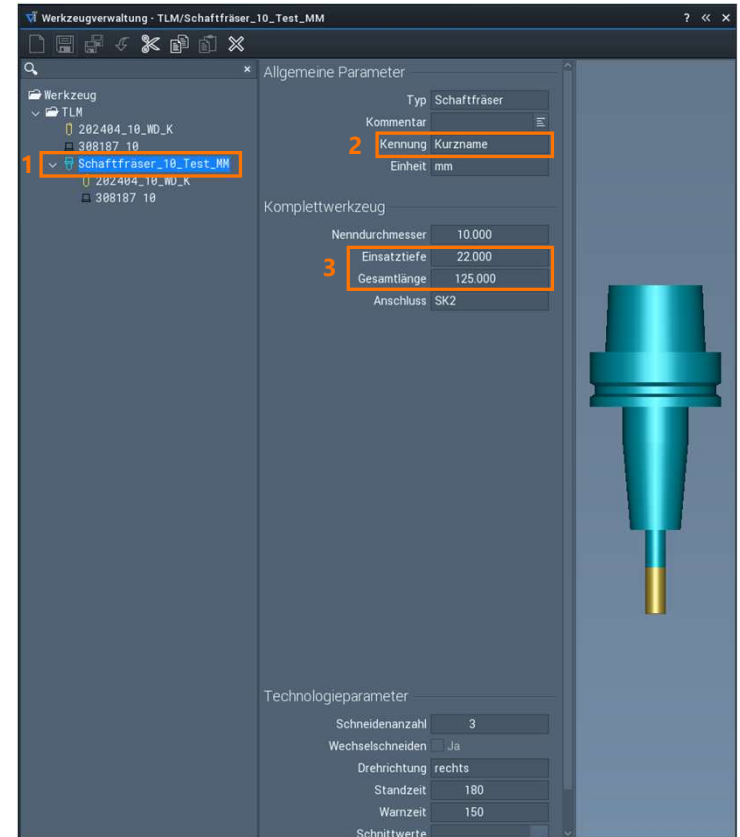 Werkzeugverwaltung - TLM/Schaftfräser_10_Test_MM ? « ×
×
Werkzeug
TLM
202404_10_WD_K
308187 10
1 Schaftfräser_10_Test_MM
202404_10_WD_K
308187 10
Allgemeine Parameter
Typ Schaftfräser
Kommentar
2 Kennung Kurzname
Einheit mm
Komplettwerkzeug
Nenndurchmesser 10.000
3 Einsatztiefe 22.000
Gesamtlänge 125.000
Anschluss SK2
Technologieparameter
Schneidenanzahl 3
Wechselschneiden Ja
Drehrichtung rechts
Standzeit 180
Warnzeit 150
Schnittwerte